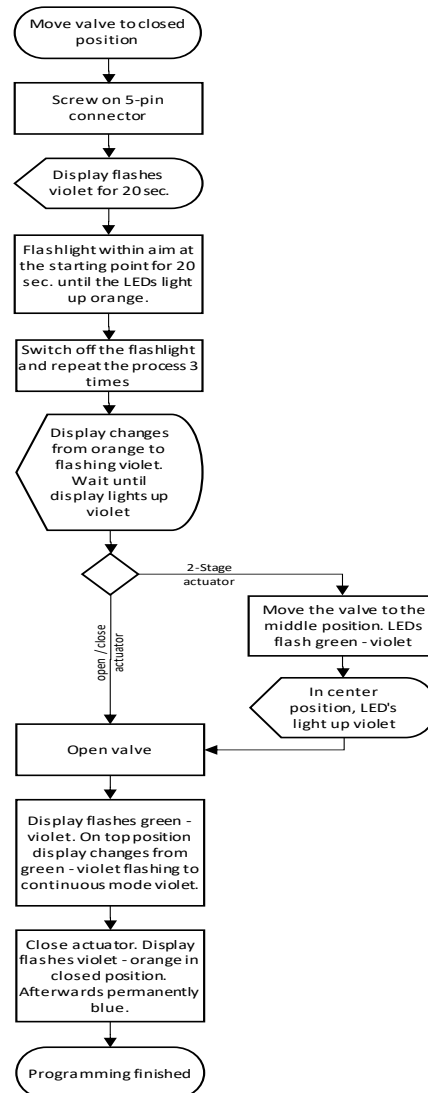 Move valve to closed
position
Screw on 5-pin
connector
Display flashes
violet for 20 sec.
Flashlight within aim at
the starting point for 20
sec. until the LEDs light
up orange.
Switch off the flashlight
and repeat the process 3
times
Display changes
from orange to
flashing violet.
Wait until
display lights up
violet
2-Stage
actuator
Move the valve to the
middle position. LEDs
flash green - violet
In center
position, LED's
light up violet
open / close
actuator
Open valve
Display flashes green -
violet. On top position
display changes from
green - violet flashing to
continuous mode violet.
Close actuator. Display
flashes violet - orange in
closed position.
Afterwards permanently
blue.
Programming finished